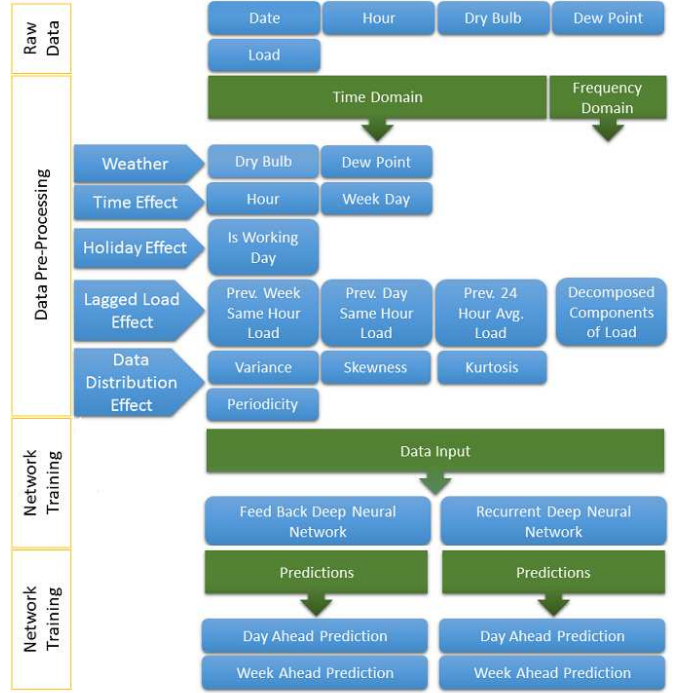 Raw
Data
Date
Hour
Dry Bulb
Dew Point
Load
Data Pre-Processing
Time Domain
Frequency
Domain
Weather
Dry Bulb
Dew Point
Time Effect
Hour
Week Day
Holiday Effect
Is Working
Day
Lagged Load
Effect
Prev. Week
Same Hour
Load
Prev. Day
Same Hour
Load
Prev. 24
Hour Avg.
Load
Decomposed
Components
of Load
Data
Distribution
Effect
Variance
Skewness
Kurtosis
Periodicity
Network
Training
Data Input
Feed Back Deep Neural
Network
Recurrent Deep Neural
Network
Network
Training
Predictions
Predictions
Day Ahead Prediction
Day Ahead Prediction
Week Ahead Prediction
Week Ahead Prediction